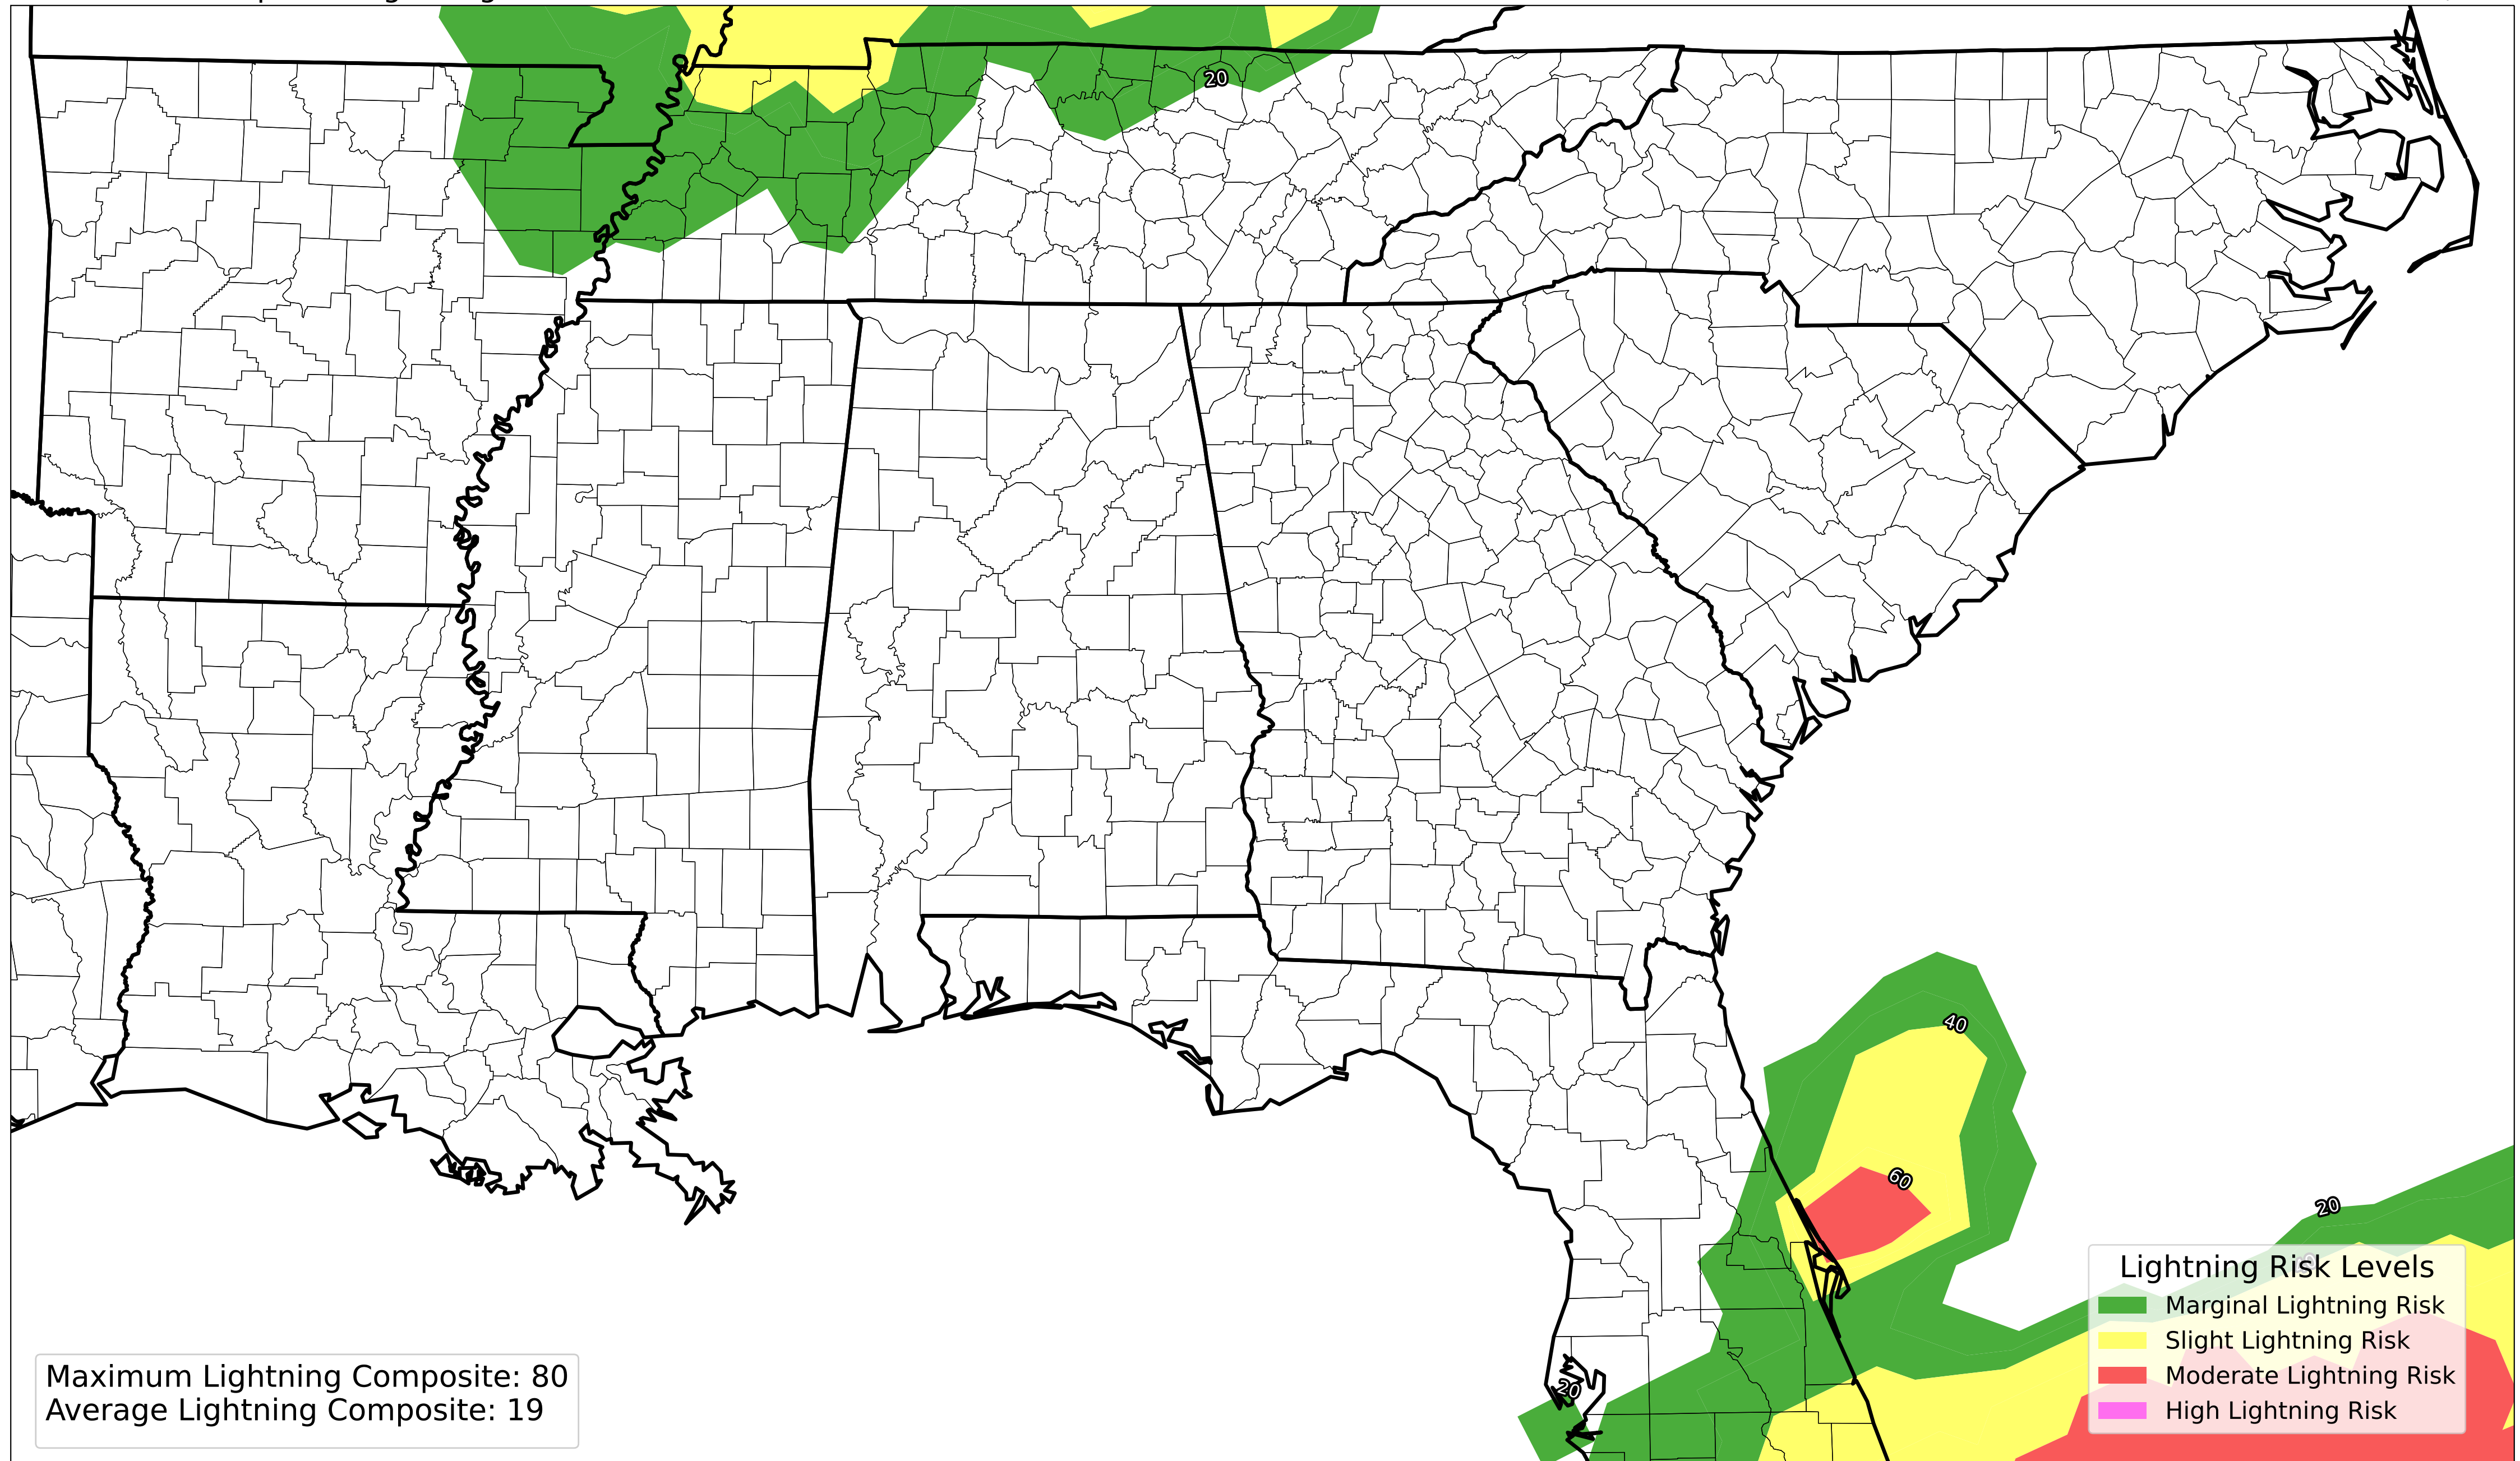 20
40
60
20
20
Lightning Risk Levels
Marginal Lightning Risk
Slight Lightning Risk
Moderate Lightning Risk
High Lightning Risk
Maximum Lightning Composite: 80
Average Lightning Composite: 19